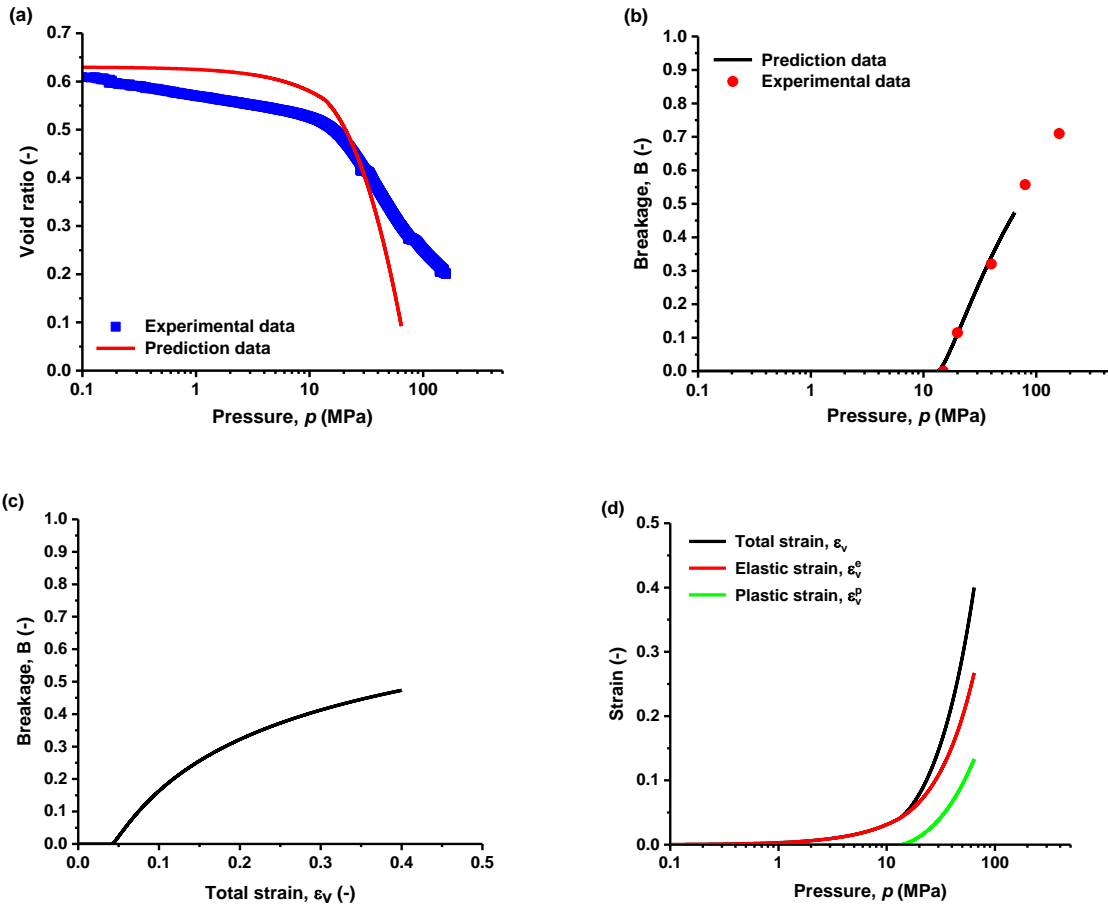 (a)
0.7
0.6
0.5
0.4
0.3
0.2
0.1
0.0
Void ratio (-)
Experimental data
Prediction data
0.1 1 10 100
Pressure, p (MPa)
(b)
1.0
0.9
0.8
0.7
0.6
0.5
0.4
0.3
0.2
0.1
0.0
Breakage, B (-)
Prediction data
Experimental data
0.1 1 10 100
Pressure, p (MPa)
(c)
1.0
0.9
0.8
0.7
0.6
0.5
0.4
0.3
0.2
0.1
0.0
Breakage, B (-)
0.0 0.1 0.2 0.3 0.4 0.5
Total strain, εv (-)
(d)
0.5
0.4
0.3
0.2
0.1
0.0
Strain (-)
Total strain, εv
Elastic strain, εv^e
Plastic strain, εv^p
0.1 1 10 100
Pressure, p (MPa)